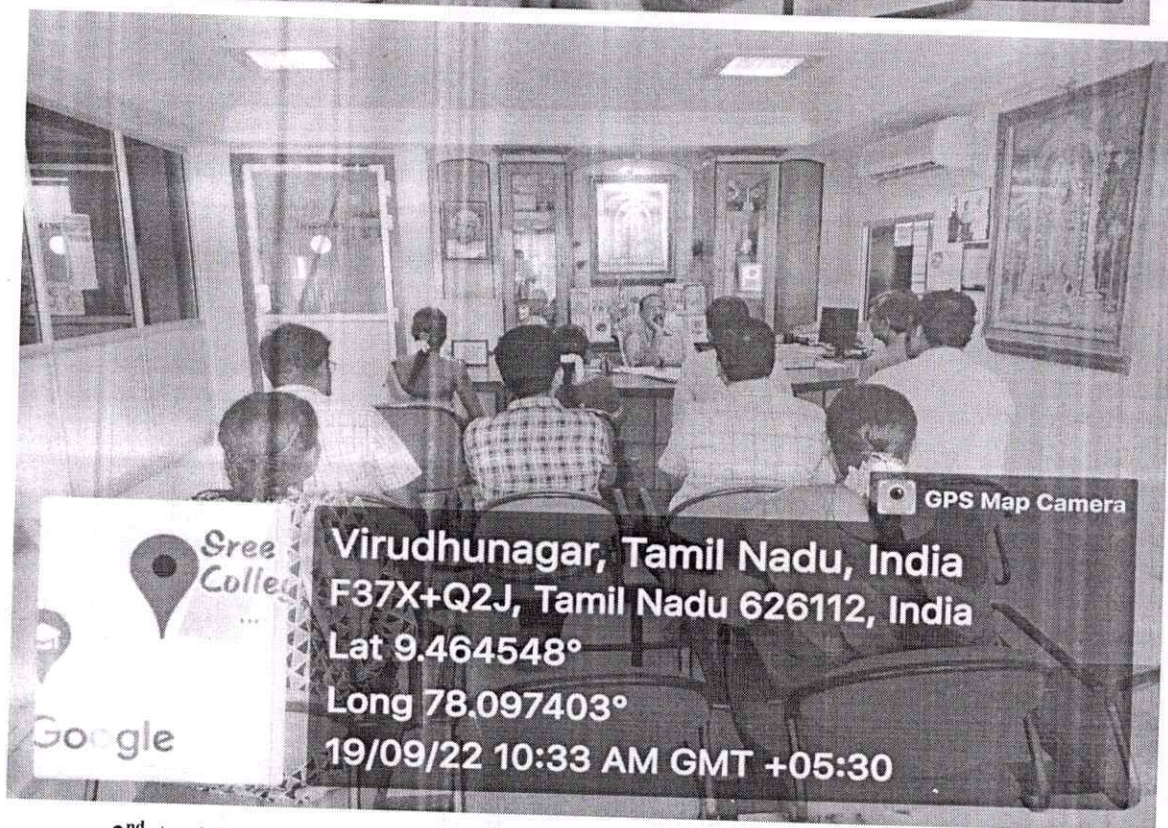 GPS Map Camera
Sree
Colle
...
Google
Virudhunagar, Tamil Nadu, India
F37X+Q2J, Tamil Nadu 626112, India
Lat 9.464548°
Long 78.097403°
19/09/22 10:33 AM GMT +05:30